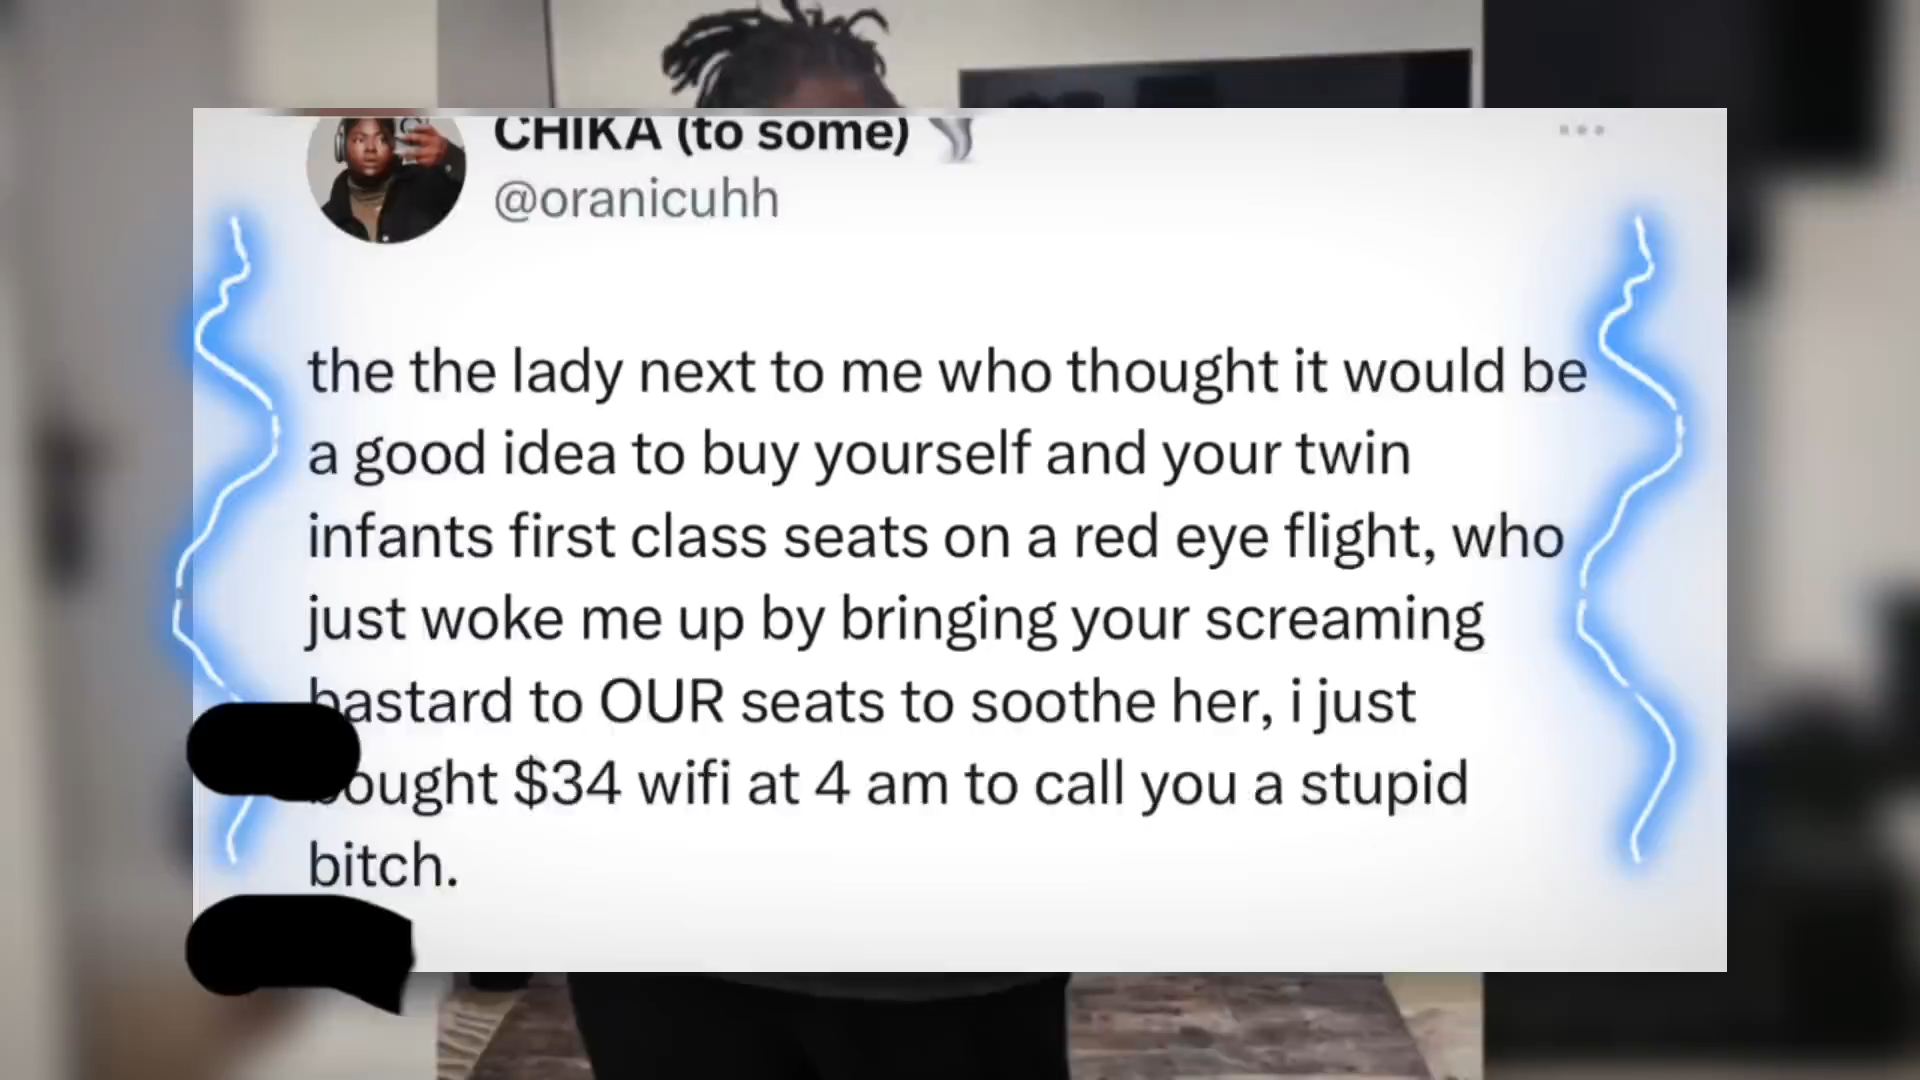 CHIKA (to some)
@oranicuhh
the the lady next to me who thought it would be
a good idea to buy yourself and your twin
infants first class seats on a red eye flight, who
just woke me up by bringing your screaming
bastard to OUR seats to soothe her, i just
bought $34 wifi at 4 am to call you a stupid
bitch.